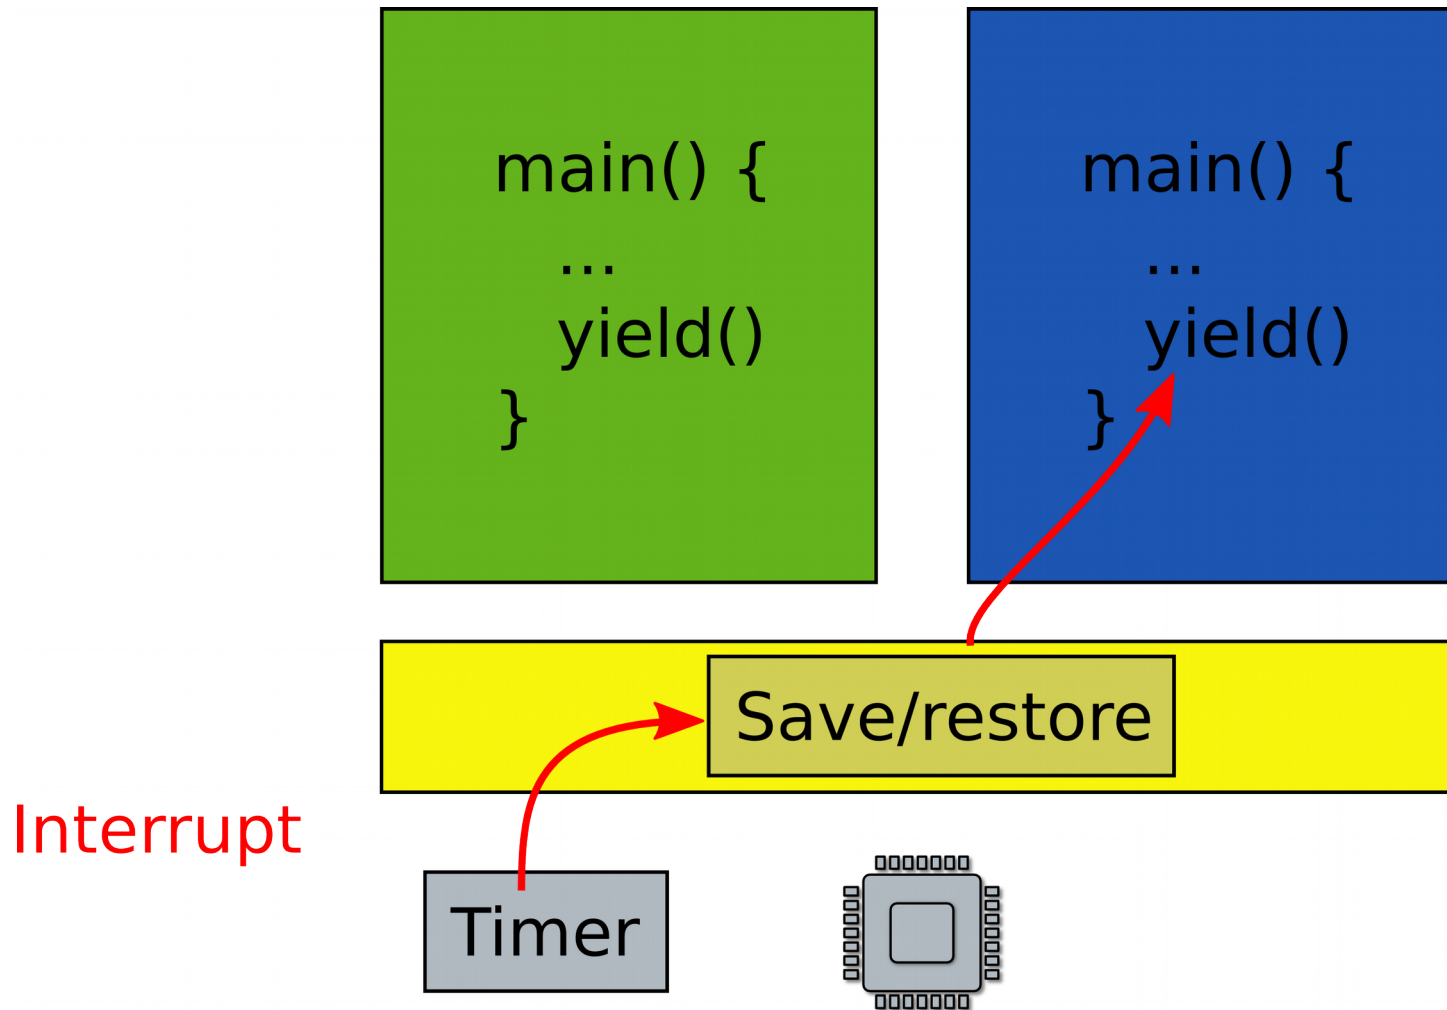 main() {
...
yield()
}
main() {
...
yield()
}
Save/restore
Interrupt
Timer